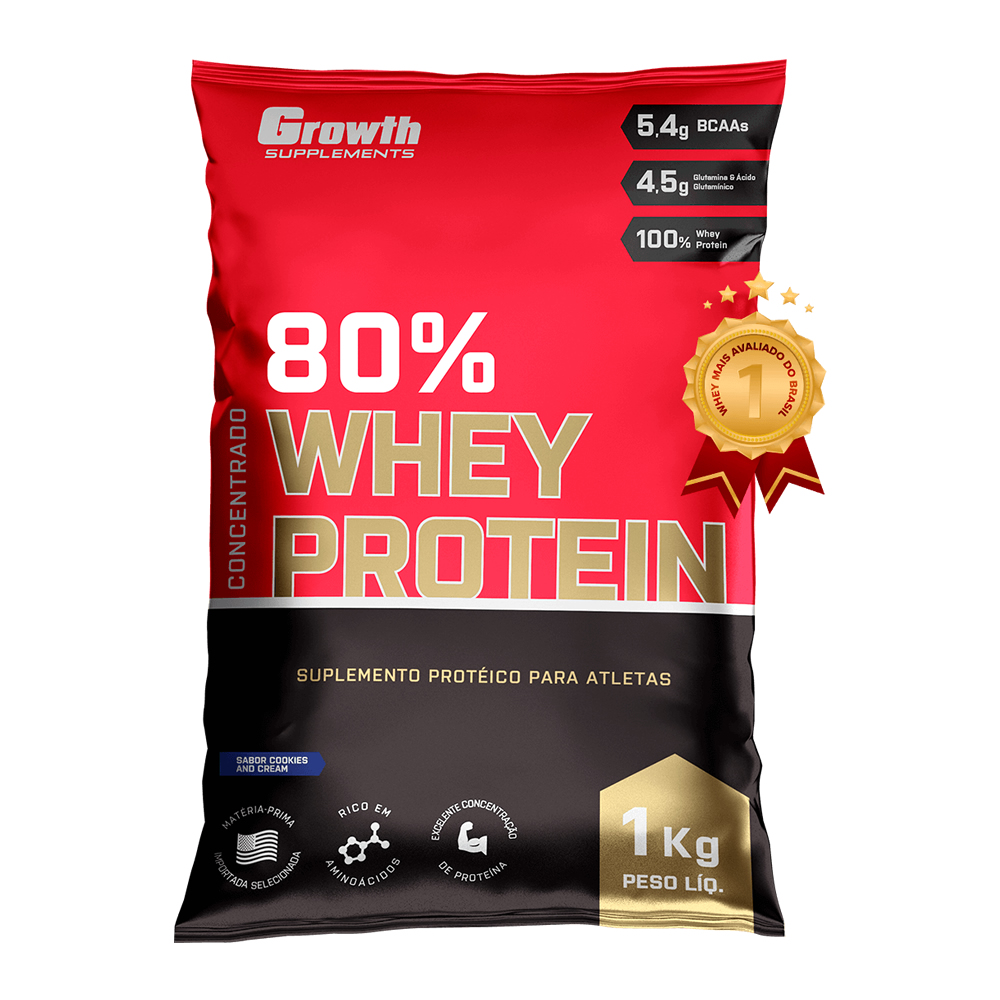 Growth
SUPPLEMENTS
5,4g BCAAs
4,5g Glutamina & Ácido
Glutamínico
100% Whey
Protein
WHEY MAIS AVALIADO DO BRASIL
1
80%
WHEY
PROTEIN
CONCENTRADO
SUPLEMENTO PROTÉICO PARA ATLETAS
SABOR COOKIES
AND CREAM
MATÉRIA-PRIMA
IMPORTADA SELECIONADA
RICO EM
AMINOÁCIDOS
EXCELENTE CONCENTRAÇÃO
DE PROTEÍNA
1Kg
PESO LÍQ.